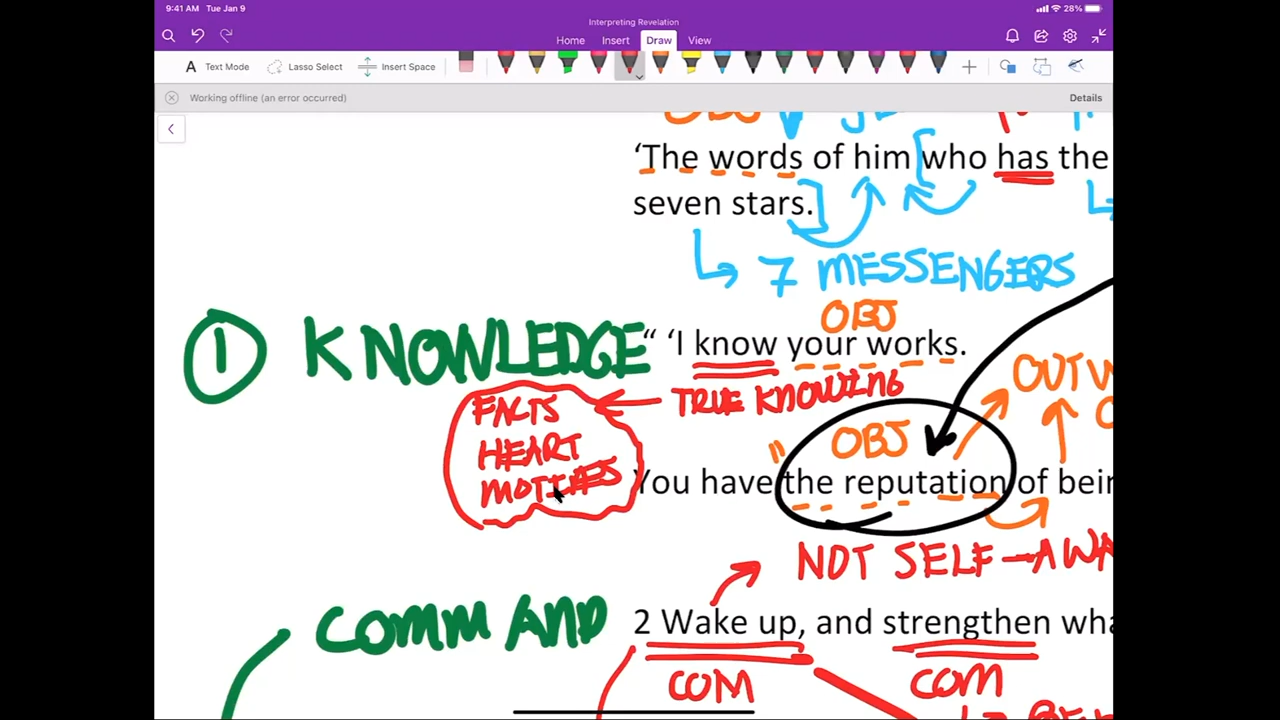 9:41 AM Tue Jan 9
28%
Interpreting Revelation
Home Insert Draw View
Text Mode Lasso Select Insert Space
Working offline (an error occurred) Details
OBJ
‘The words of him [who has the
seven stars.]
7 MESSENGERS
OBJ
1 KNOWLEDGE “ ‘I know your works.
TRUE KNOWING
FACTS
HEART
MOTIVES
OBJ
You have the reputation of
NOT SELF-
COMMAND 2 Wake up, and strengthen
COM COM